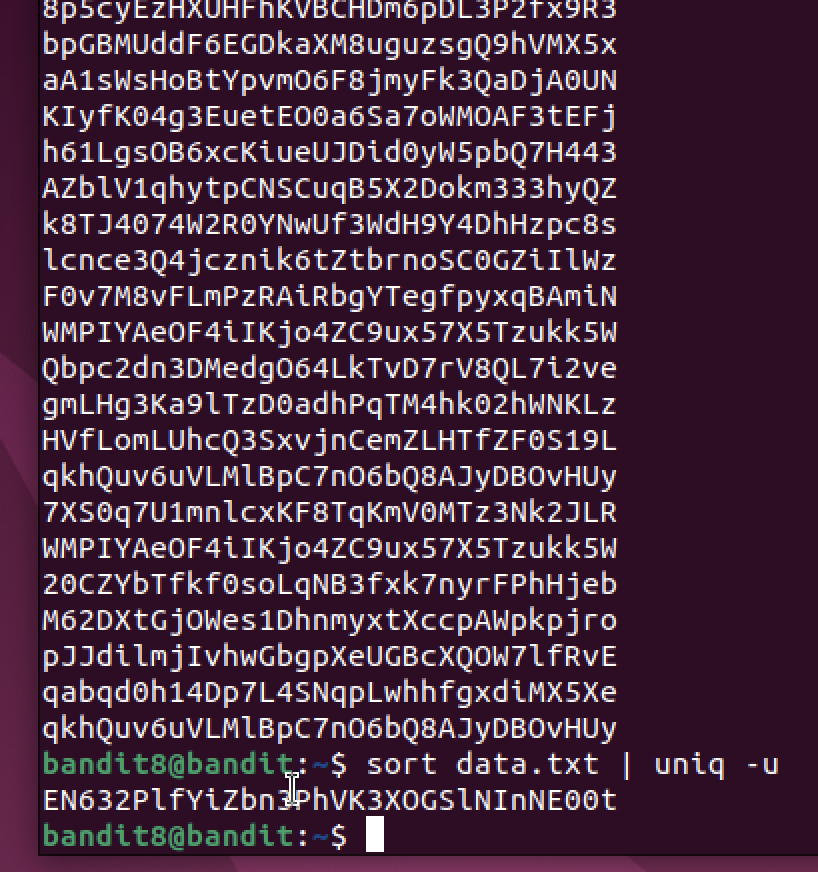 8p5cyEzHXUHFhKVBCHDm6pDL3P2fx9R3
bpGBMUddF6EGDkaXM8uguzsgQ9hVMX5x
aA1sWsHoBtYpvmO6F8jmyFk3QaDjA0UN
KIyfK04g3EuetEO0a6Sa7oWMOAF3tEFj
h61LgsOB6xcKiueUJDid0yW5pbQ7H443
AZblV1qhytpCNSCuqB5X2Dokm333hyQZ
k8TJ4074W2R0YNwUf3WdH9Y4DhHzpc8s
lcnce3Q4jcznik6tZtbrnoSC0GZiIlWz
F0v7M8vFLmPzRAiRbgYTegfpyxqBAmiN
WMPIYAeOF4iIKjo4ZC9ux57X5Tzukk5W
Qbpc2dn3DMedgO64LkTvD7rV8QL7i2ve
gmLHg3Ka9lTzD0adhPqTM4hk02hWNKLz
HVfLomLUhcQ3SxvjnCemZLHTfZF0S19L
qkhQuv6uVLMlBpC7nO6bQ8AJyDBOvHUy
7XS0q7U1mnlcxKF8TqKmV0MTz3Nk2JLR
WMPIYAeOF4iIKjo4ZC9ux57X5Tzukk5W
20CZYbTfkf0soLqNB3fxk7nyrFPhHjeb
M62DXtGjOWes1DhnmyxtXccpAWpkpjro
pJJdilmjIvhwGbgpXeUGBcXQOW7lfRvE
qabqd0h14Dp7L4SNqpLwhhfgxdiMX5Xe
qkhQuv6uVLMlBpC7nO6bQ8AJyDBOvHUy
bandit8@bandit:~$ sort data.txt | uniq -u
EN632PlfYiZbn3PhVK3XOGSlNInNE00t
bandit8@bandit:~$